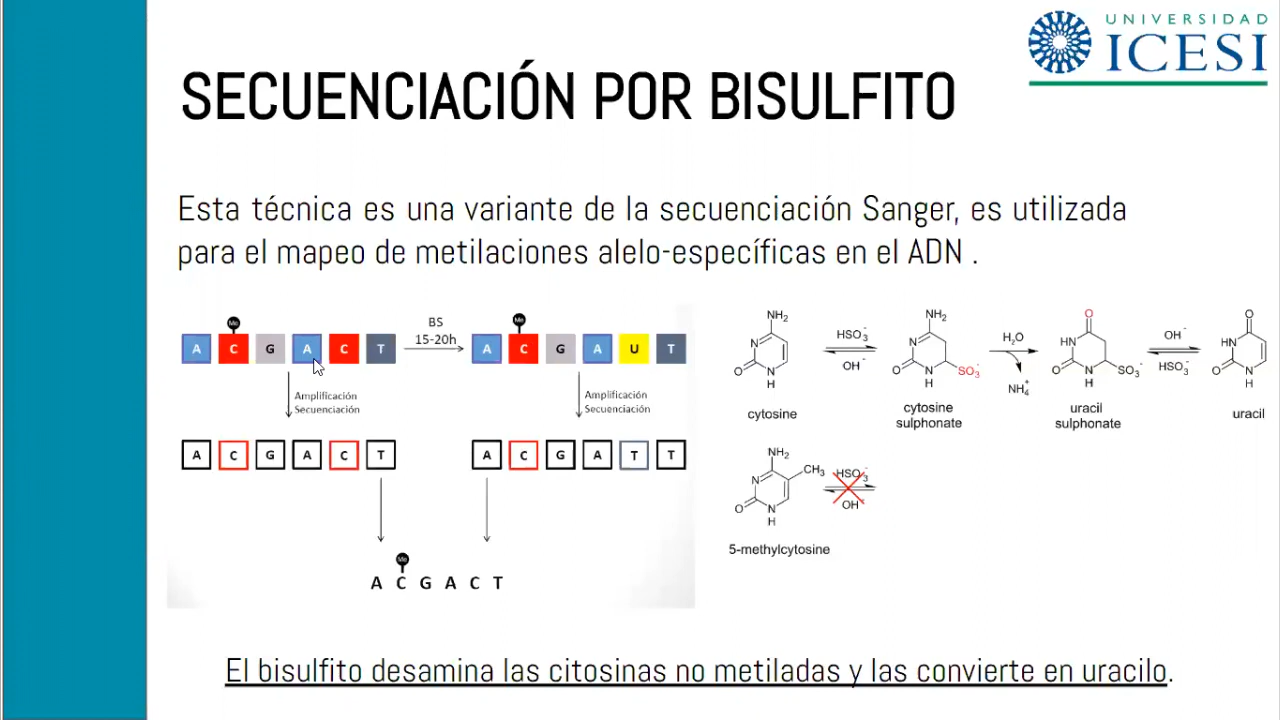 UNIVERSIDAD
ICESI
SECUENCIACIÓN POR BISULFITO
Esta técnica es una variante de la secuenciación Sanger, es utilizada
para el mapeo de metilaciones alelo-específicas en el ADN .
Me
A C G A C T
BS
15-20h
Me
A C G A U T
Amplificación
Secuenciación
Amplificación
Secuenciación
A C G A C T
A C G A T T
Me
A C G A C T
NH₂
N
O
N
H
cytosine
HSO₃⁻
OH⁻
NH₂
N
O
N
H
SO₃⁻
cytosine
sulphonate
H₂O
NH₄⁺
O
HN
O
N
H
SO₃⁻
uracil
sulphonate
OH⁻
HSO₃⁻
O
HN
O
N
H
uracil
NH₂
CH₃
N
O
N
H
5-methylcytosine
HSO₃⁻
OH⁻
El bisulfito desamina las citosinas no metiladas y las convierte en uracilo.